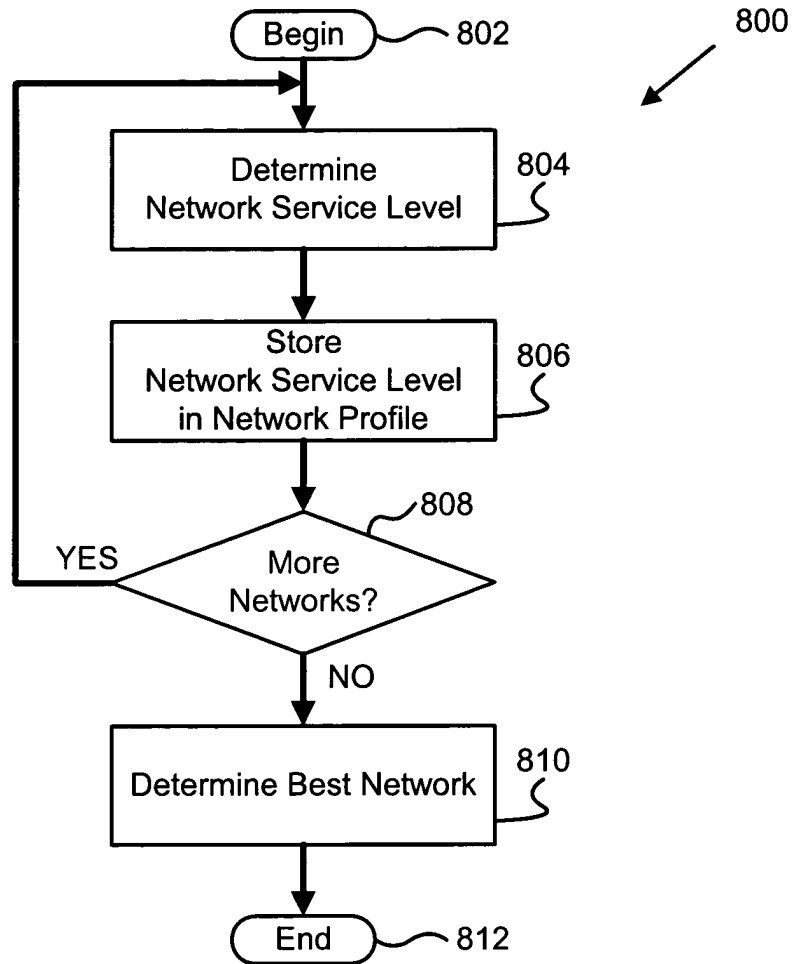 Begin
802
800
Determine
Network Service Level
804
Store
Network Service Level
in Network Profile
806
808
YES
More
Networks?
NO
Determine Best Network
810
End
812